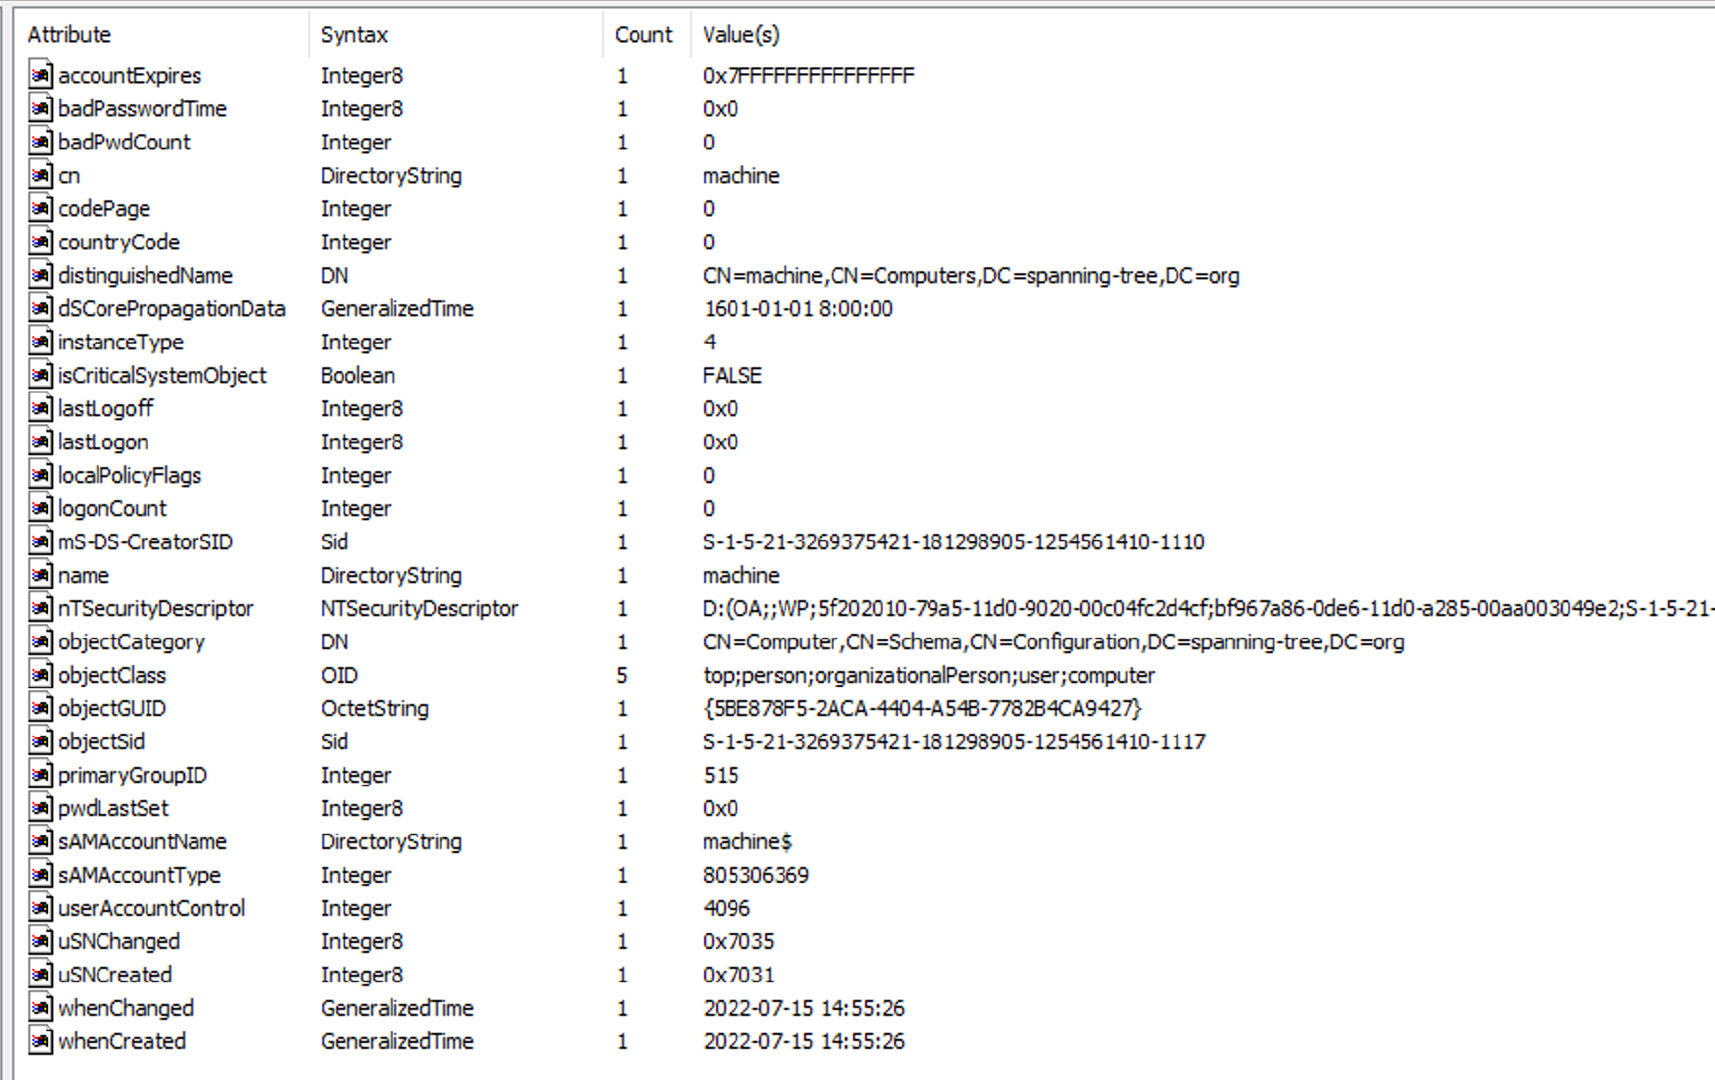 Attribute Syntax Count Value(s)
accountExpires Integer8 1 0x7FFFFFFFFFFFFFFF
badPasswordTime Integer8 1 0x0
badPwdCount Integer 1 0
cn DirectoryString 1 machine
codePage Integer 1 0
countryCode Integer 1 0
distinguishedName DN 1 CN=machine,CN=Computers,DC=spanning-tree,DC=org
dSCorePropagationData GeneralizedTime 1 1601-01-01 8:00:00
instanceType Integer 1 4
isCriticalSystemObject Boolean 1 FALSE
lastLogoff Integer8 1 0x0
lastLogon Integer8 1 0x0
localPolicyFlags Integer 1 0
logonCount Integer 1 0
mS-DS-CreatorSID Sid 1 S-1-5-21-3269375421-181298905-1254561410-1110
name DirectoryString 1 machine
nTSecurityDescriptor NTSecurityDescriptor 1 D:(OA;;WP;5f202010-79a5-11d0-9020-00c04fc2d4cf;bf967a86-0de6-11d0-a285-00aa003049e2;S-1-5-21-
objectCategory DN 1 CN=Computer,CN=Schema,CN=Configuration,DC=spanning-tree,DC=org
objectClass OID 5 top;person;organizationalPerson;user;computer
objectGUID OctetString 1 {5BE878F5-2ACA-4404-A54B-7782B4CA9427}
objectSid Sid 1 S-1-5-21-3269375421-181298905-1254561410-1117
primaryGroupID Integer 1 515
pwdLastSet Integer8 1 0x0
sAMAccountName DirectoryString 1 machine$
sAMAccountType Integer 1 805306369
userAccountControl Integer 1 4096
uSNChanged Integer8 1 0x7035
uSNCreated Integer8 1 0x7031
whenChanged GeneralizedTime 1 2022-07-15 14:55:26
whenCreated GeneralizedTime 1 2022-07-15 14:55:26